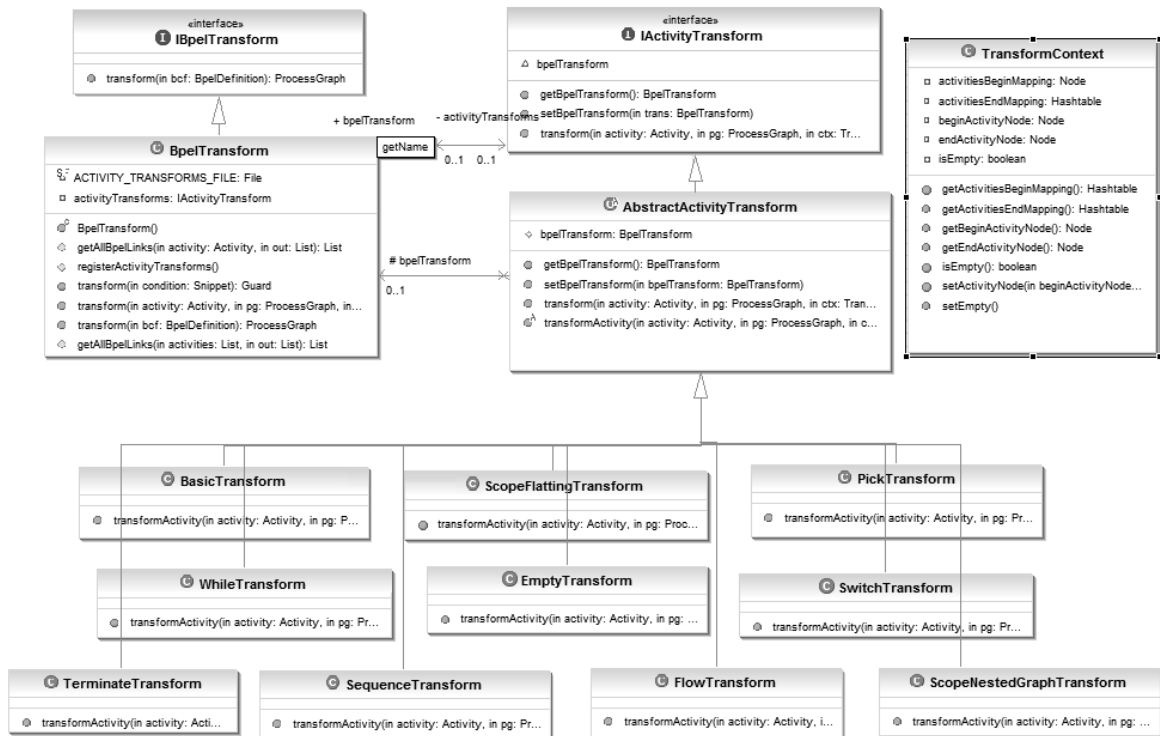 «interface»
IBpelTransform
transform(in bcf: BpelDefinition): ProcessGraph
«interface»
IActivityTransform
bpelTransform
getBpelTransform(): BpelTransform
setBpelTransform(in trans: BpelTransform)
transform(in activity: Activity, in pg: ProcessGraph, in ctx: Tr...
TransformContext
activitiesBeginMapping: Node
activitiesEndMapping: Hashtable
beginActivityNode: Node
endActivityNode: Node
isEmpty: boolean
getActivitiesBeginMapping(): Hashtable
getActivitiesEndMapping(): Hashtable
getBeginActivityNode(): Node
getEndActivityNode(): Node
isEmpty(): boolean
setActivityNode(in beginActivityNode...
setEmpty()
+ bpelTransform
- activityTransforms
getName
0..1
0..1
BpelTransform
ACTIVITY_TRANSFORMS_FILE: File
activityTransforms: IActivityTransform
BpelTransform()
getAllBpelLinks(in activity: Activity, in out: List): List
registerActivityTransforms()
transform(in condition: Snippet): Guard
transform(in activity: Activity, in pg: ProcessGraph, in...
transform(in bcf: BpelDefinition): ProcessGraph
getAllBpelLinks(in activities: List, in out: List): List
# bpelTransform
0..1
AbstractActivityTransform
bpelTransform: BpelTransform
getBpelTransform(): BpelTransform
setBpelTransform(in bpelTransform: BpelTransform)
transform(in activity: Activity, in pg: ProcessGraph, in ctx: Tran...
transformActivity(in activity: Activity, in pg: ProcessGraph, in c...
BasicTransform
transformActivity(in activity: Activity, in pg: P...
ScopeFlattingTransform
transformActivity(in activity: Activity, in pg: Proc...
PickTransform
transformActivity(in activity: Activity, in pg: Pr...
WhileTransform
transformActivity(in activity: Activity, in pg: Pr...
EmptyTransform
transformActivity(in activity: Activity, in pg: ...
SwitchTransform
transformActivity(in activity: Activity, in pg: Pr...
TerminateTransform
transformActivity(in activity: Acti...
SequenceTransform
transformActivity(in activity: Activity, in pg: Pr...
FlowTransform
transformActivity(in activity: Activity, i...
ScopeNestedGraphTransform
transformActivity(in activity: Activity, in pg: ...